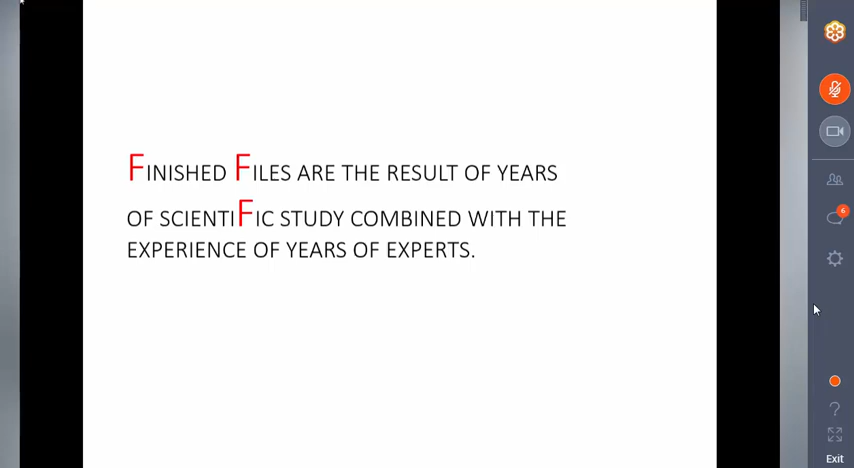 FINISHED FILES ARE THE RESULT OF YEARS
OF SCIENTIFIC STUDY COMBINED WITH THE
EXPERIENCE OF YEARS OF EXPERTS.
6
?
Exit